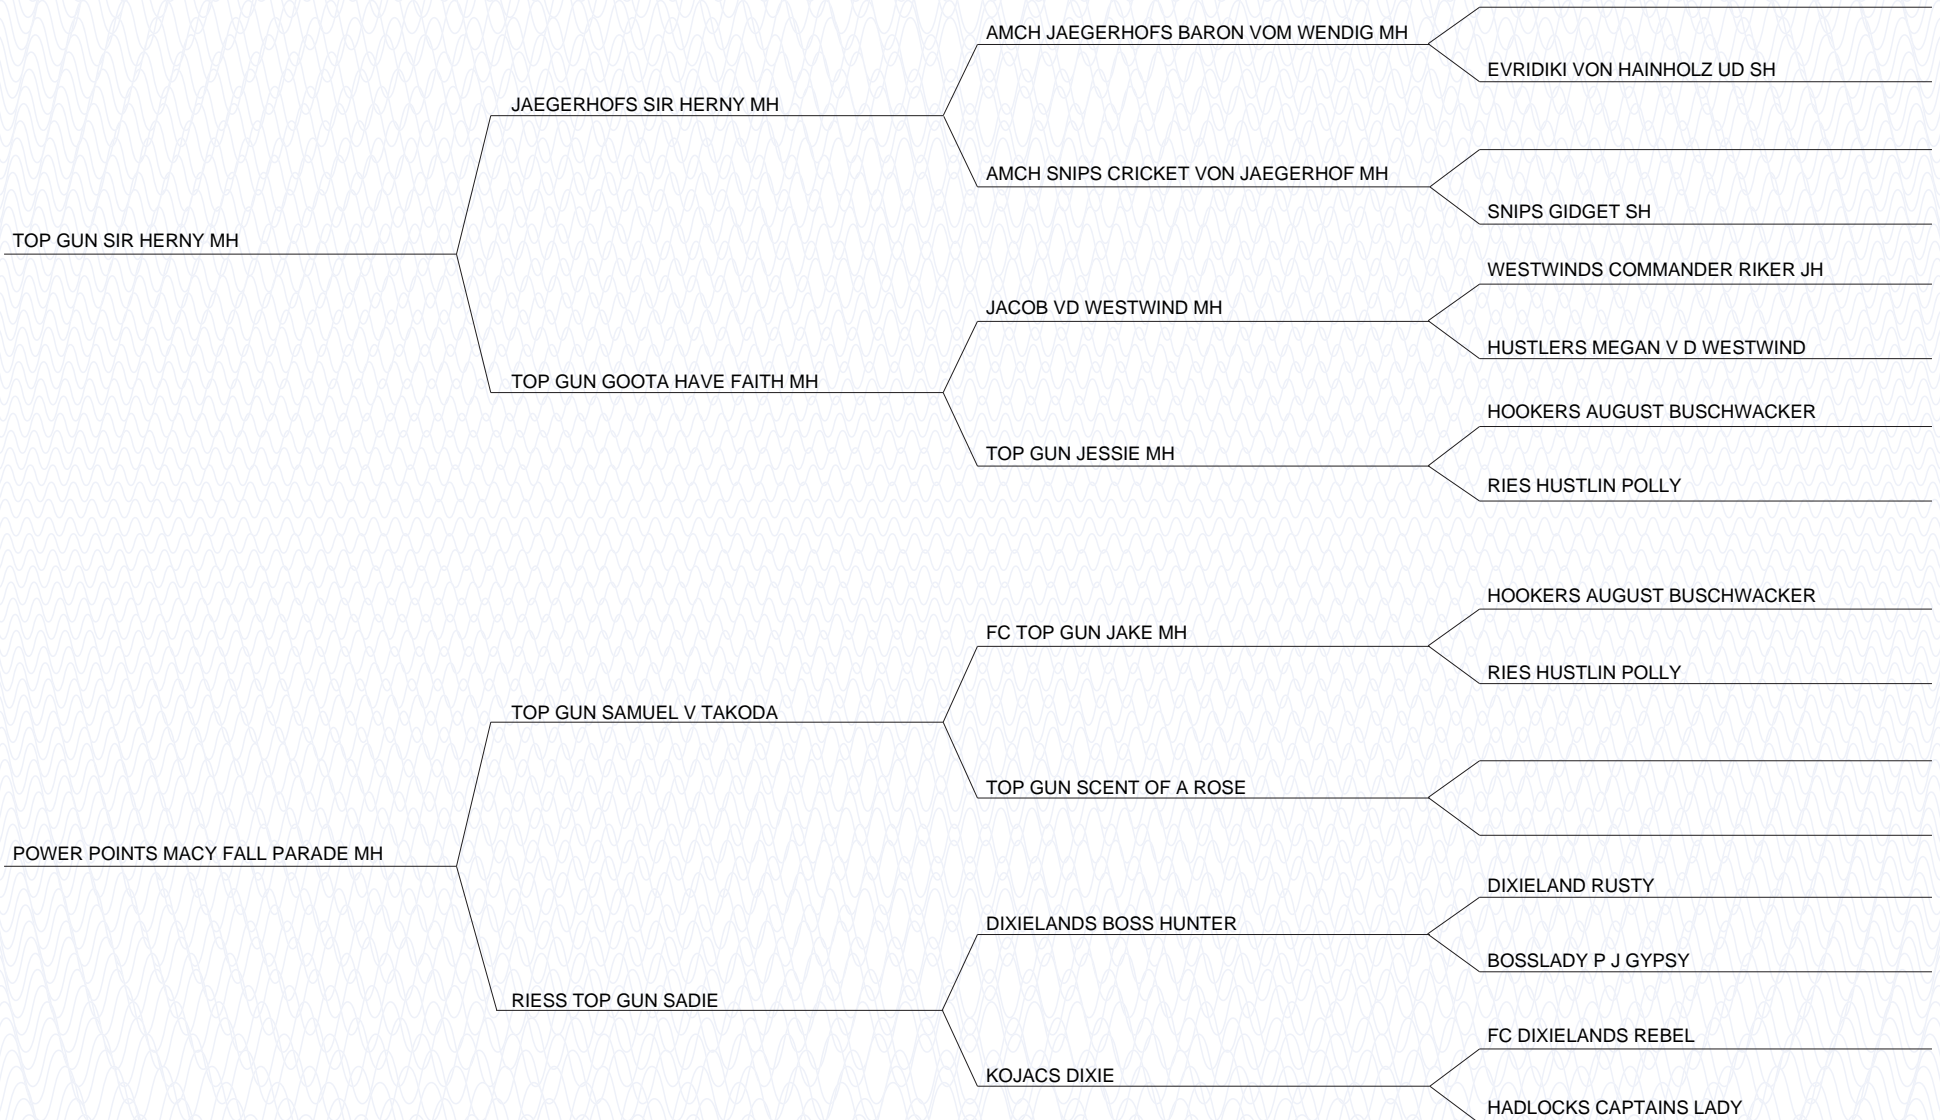 AMCH JAEGERHOFS BARON VOM WENDIG MH
EVRIDIKI VON HAINHOLZ UD SH
JAEGERHOFS SIR HERNY MH
AMCH SNIPS CRICKET VON JAEGERHOF MH
SNIPS GIDGET SH
TOP GUN SIR HERNY MH
WESTWINDS COMMANDER RIKER JH
JACOB VD WESTWIND MH
HUSTLERS MEGAN V D WESTWIND
TOP GUN GOOTA HAVE FAITH MH
HOOKERS AUGUST BUSCHWACKER
TOP GUN JESSIE MH
RIES HUSTLIN POLLY
HOOKERS AUGUST BUSCHWACKER
FC TOP GUN JAKE MH
RIES HUSTLIN POLLY
TOP GUN SAMUEL V TAKODA
TOP GUN SCENT OF A ROSE
POWER POINTS MACY FALL PARADE MH
DIXIELAND RUSTY
DIXIELANDS BOSS HUNTER
BOSSLADY P J GYPSY
RIESS TOP GUN SADIE
FC DIXIELANDS REBEL
KOJACS DIXIE
HADLOCKS CAPTAINS LADY